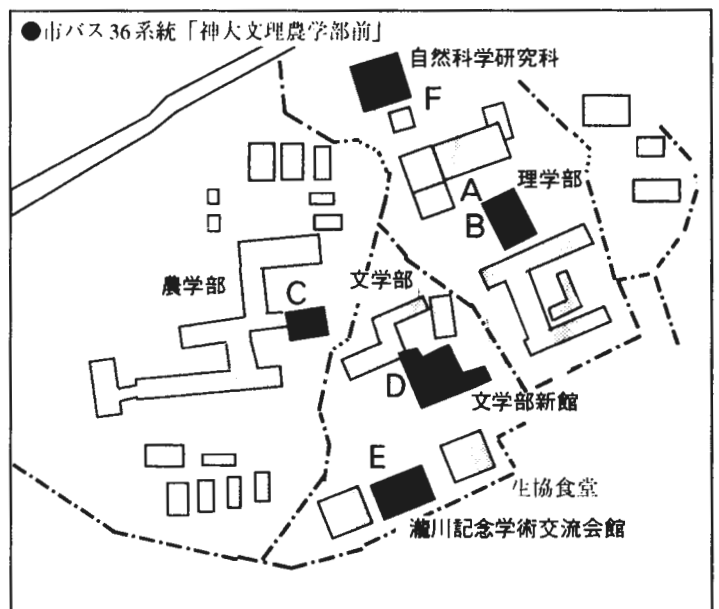 ●市バス36系統「神大文理農学部前」
自然科学研究科
F
A
理学部
B
農学部
C
文学部
D
文学部新館
E
生協食堂
瀧川記念学術交流会館